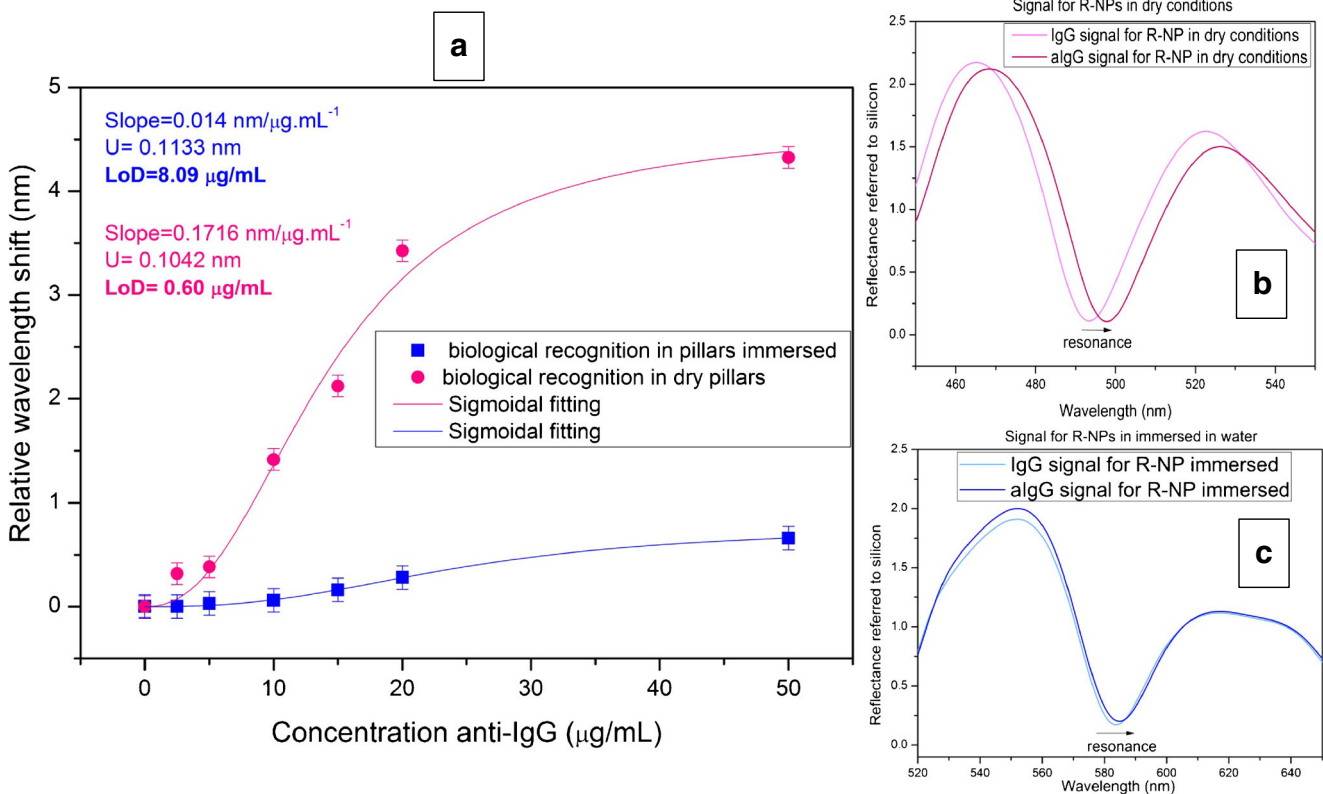 a
5
4
3
2
1
0
Relative wavelength shift (nm)
Slope=0.014 nm/μg.mL⁻¹
U= 0.1133 nm
LoD=8.09 μg/mL
Slope=0.1716 nm/μg.mL⁻¹
U= 0.1042 nm
LoD= 0.60 μg/mL
biological recognition in pillars immersed
biological recognition in dry pillars
Sigmoidal fitting
Sigmoidal fitting
0 10 20 30 40 50
Concentration anti-IgG (μg/mL)
Signal for R-NPs in dry conditions
IgG signal for R-NP in dry conditions
aIgG signal for R-NP in dry conditions
2.5
2.0
1.5
1.0
0.5
0.0
Reflectance referred to silicon
b
resonance
460 480 500 520 540
Wavelength (nm)
Signal for R-NPs in immersed in water
IgG signal for R-NP immersed
aIgG signal for R-NP immersed
2.5
2.0
1.5
1.0
0.5
0.0
Reflectance referred to silicon
c
resonance
520 540 560 580 600 620 640
Wavelength (nm)